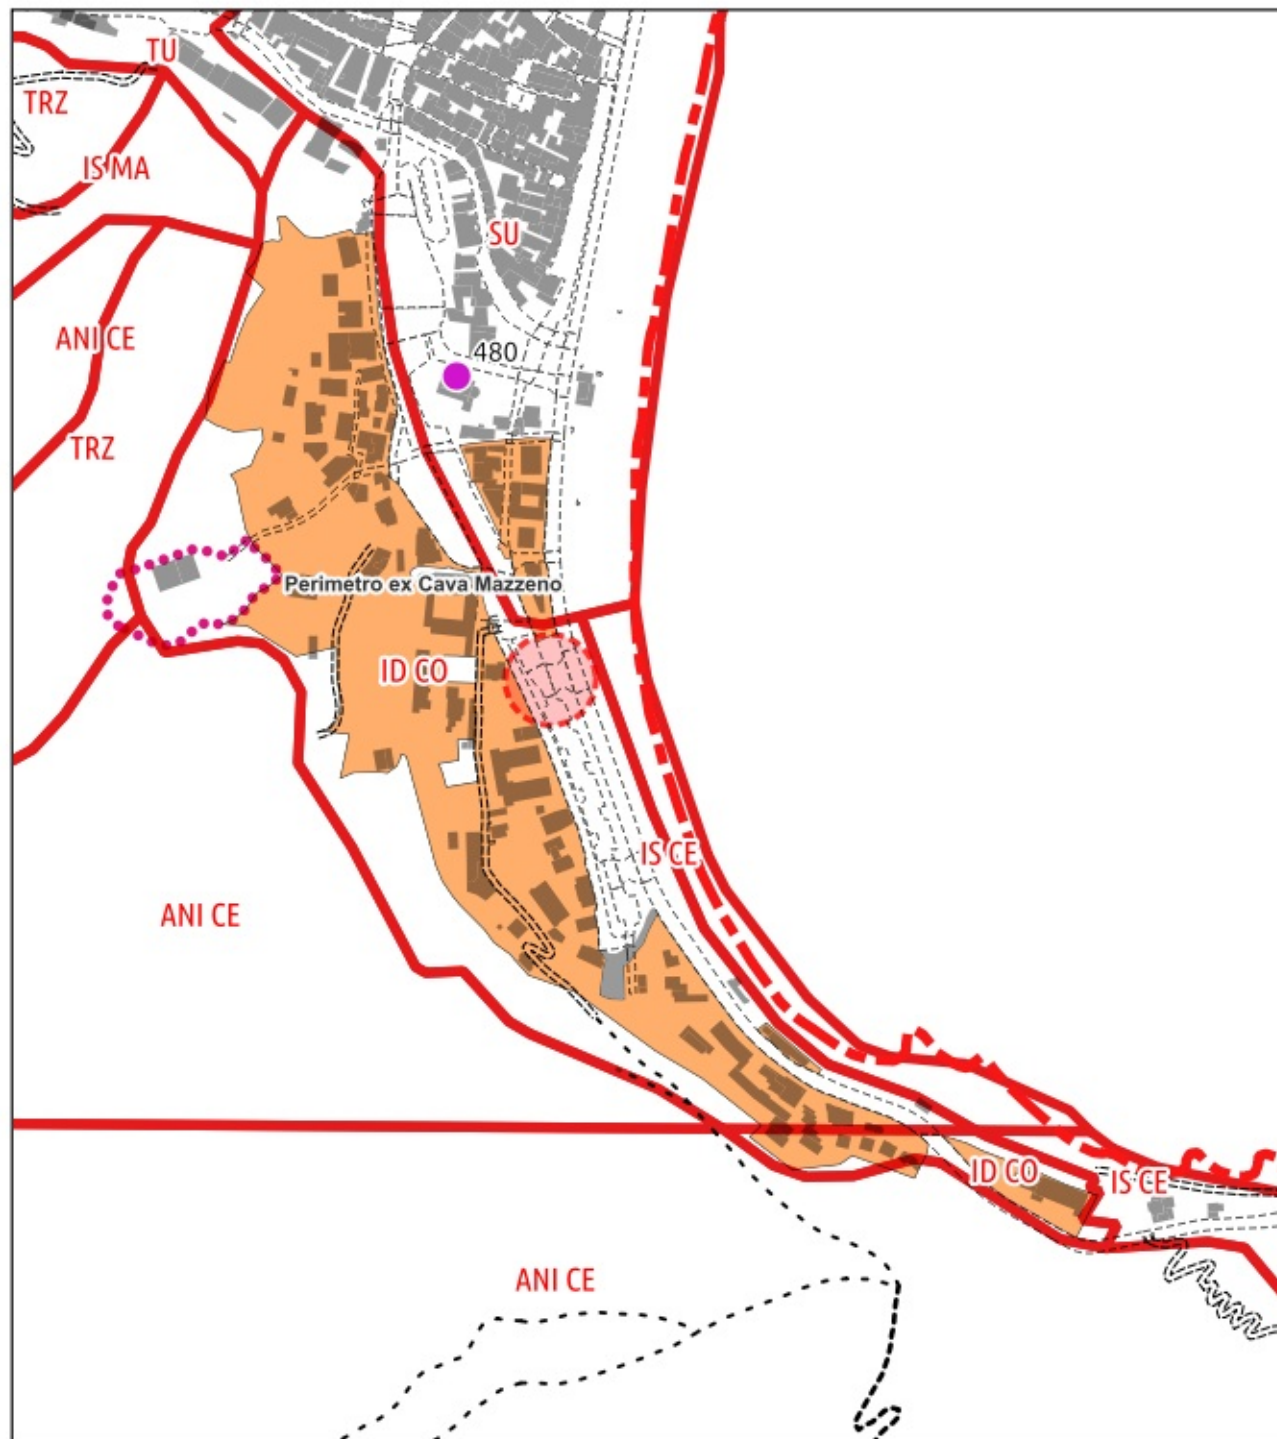 TU
TRZ
IS MA
SU
ANI CE
480
TRZ
Perimetro ex Cava Mazzeno
ID CO
IS CE
ANI CE
ID CO
IS CE
ANI CE